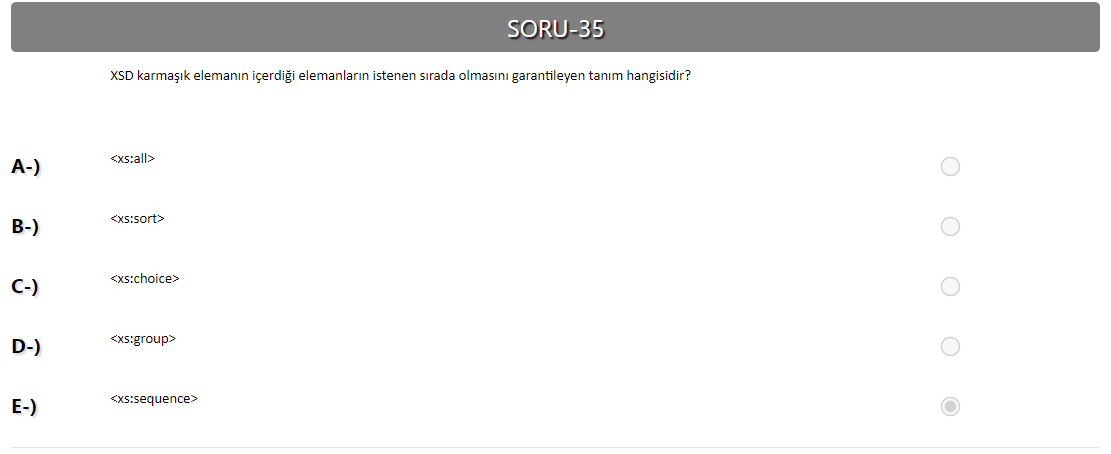 SORU-35
XSD karmaşık elemanın içerdiği elemanların istenen sırada olmasını garantileyen tanım hangisidir?
A-) <xs:all>
B-) <xs:sort>
C-) <xs:choice>
D-) <xs:group>
E-) <xs:sequence>